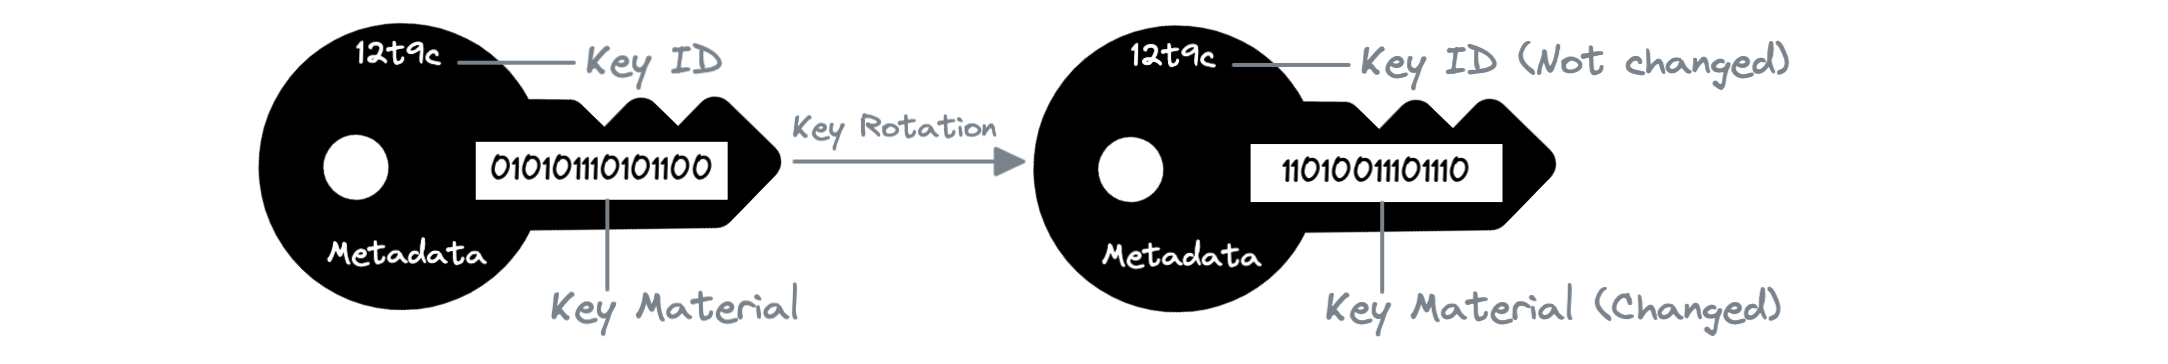 12t9c
Key ID
010101110101100
Metadata
Key Material
Key Rotation
12t9c
Key ID (Not changed)
11010011101110
Metadata
Key Material (Changed)